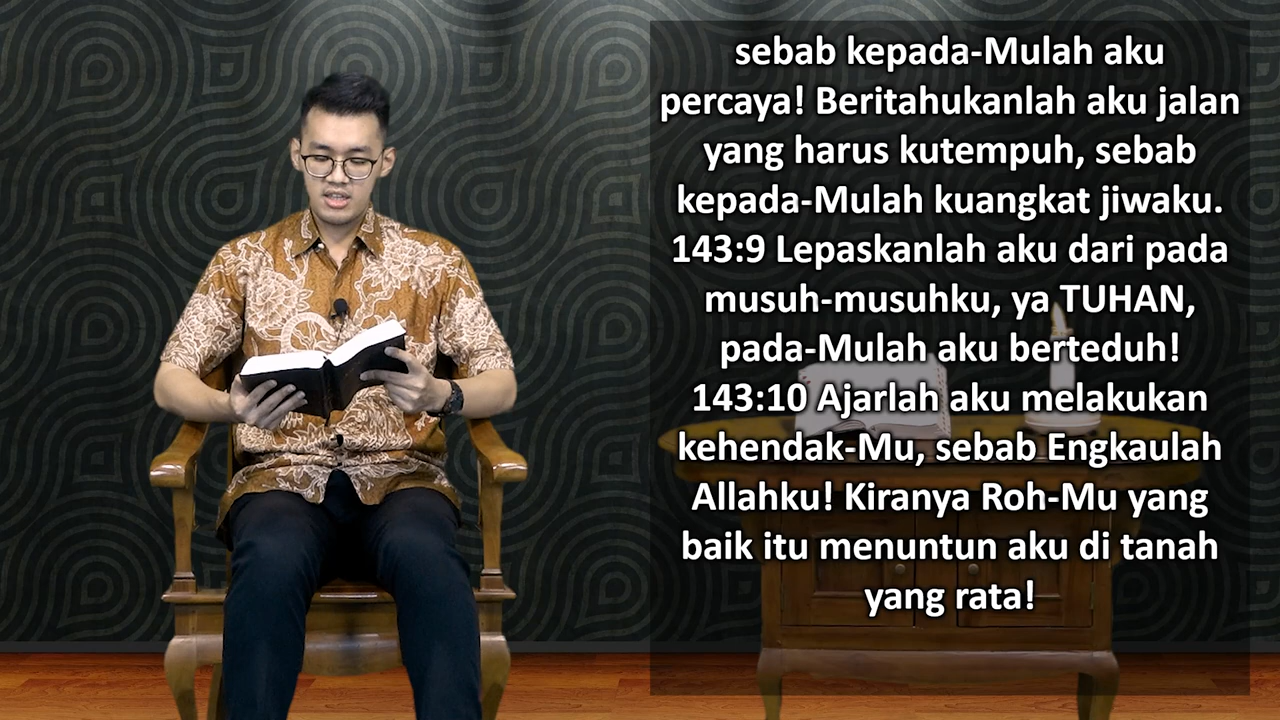 sebab kepada-Mulah aku
percaya! Beritahukanlah aku jalan
yang harus kutempuh, sebab
kepada-Mulah kuangkat jiwaku.
143:9 Lepaskanlah aku dari pada
musuh-musuhku, ya TUHAN,
pada-Mulah aku berteduh!
143:10 Ajarlah aku melakukan
kehendak-Mu, sebab Engkaulah
Allahku! Kiranya Roh-Mu yang
baik itu menuntun aku di tanah
yang rata!